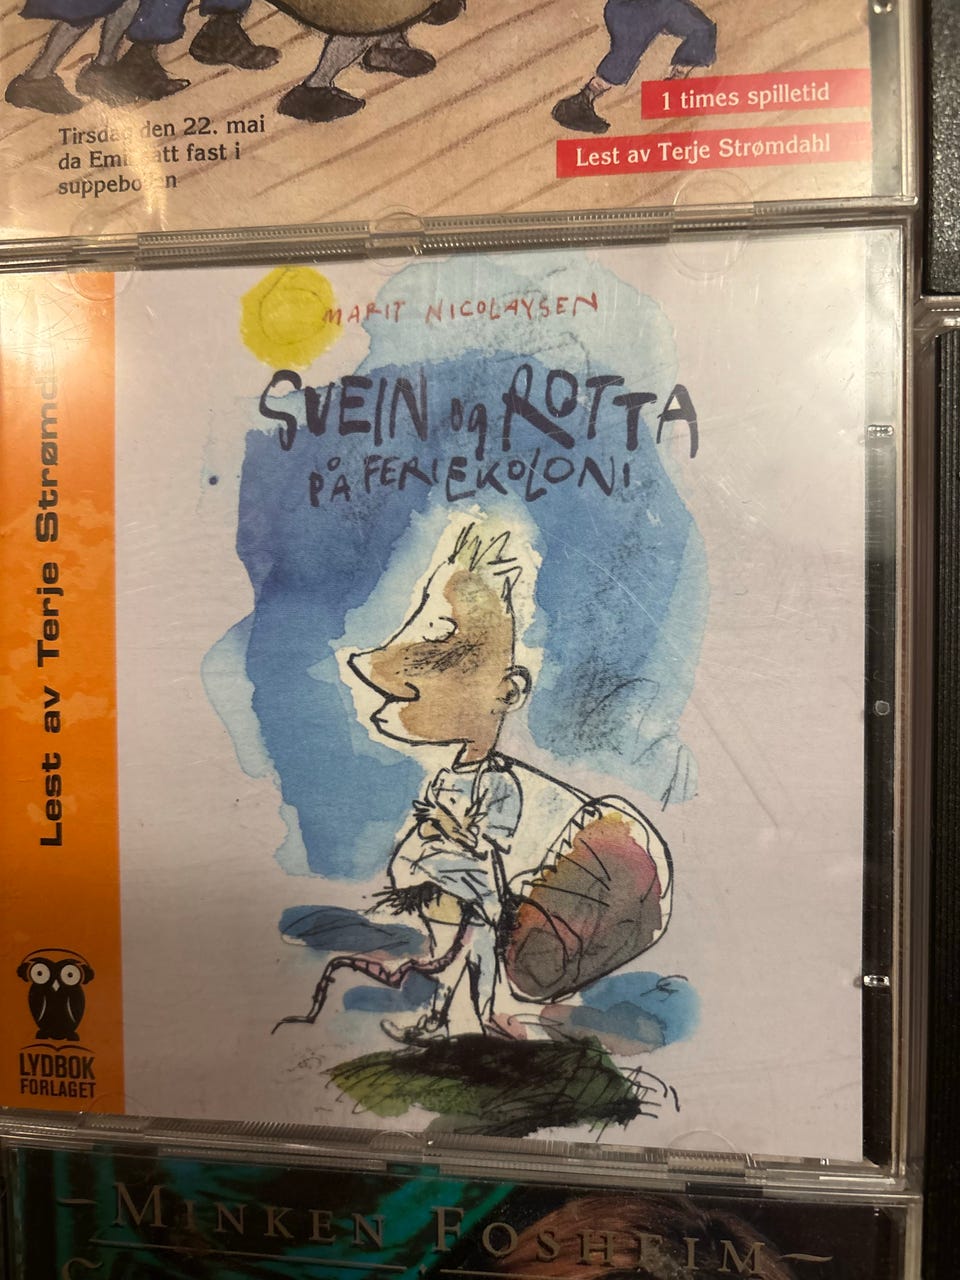 Tirsdag den 22. mai
da Emil satt fast i
suppebollen
1 times spilletid
Lest av Terje Strømdahl
MARIT NICOLAYSEN
SVEIN og ROTTA
PÅ FERIEKOLONI
Lest av Terje Strømd
LYDBOK
FORLAGET
MINKEN FOSHEIM